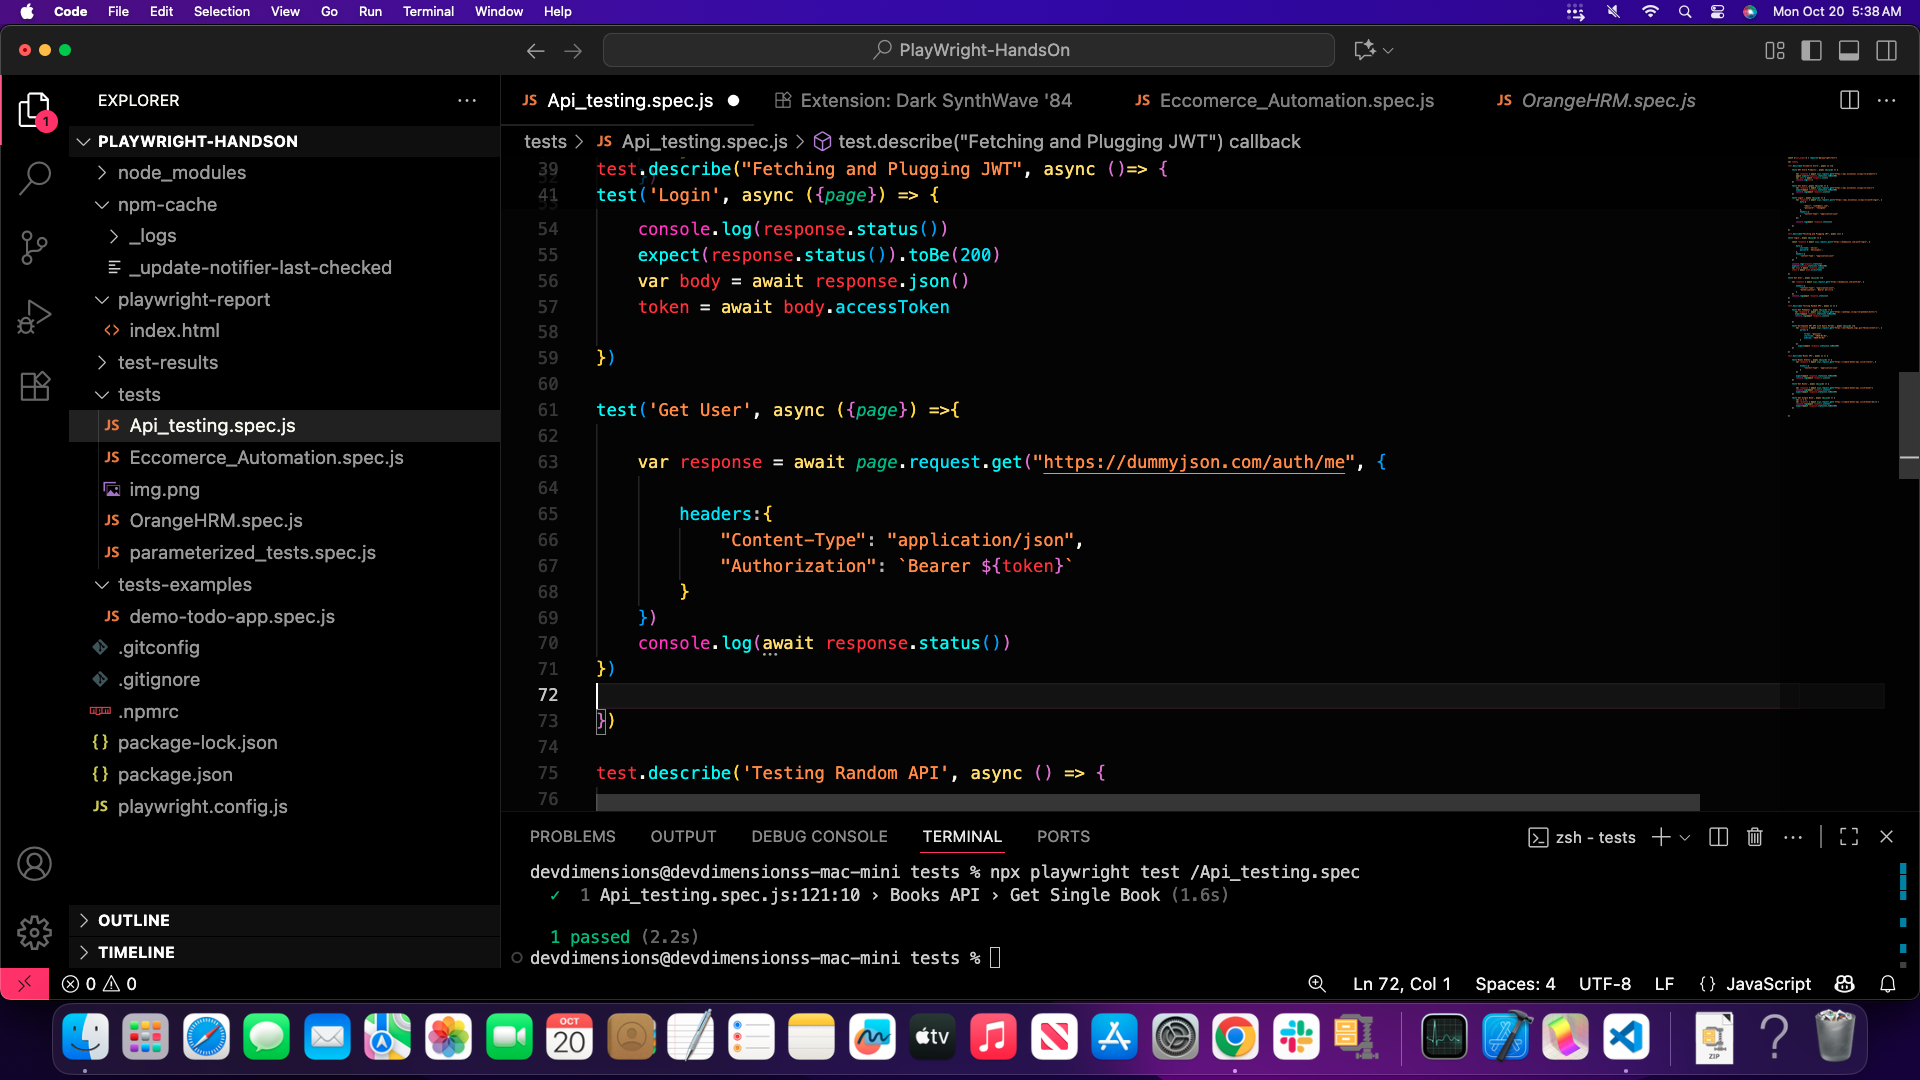 Code File Edit Selection View Go Run Terminal Window Help Mon Oct 20 5:38 AM
PlayWright-HandsOn
EXPLORER
1
PLAYWRIGHT-HANDSON
node_modules
npm-cache
_logs
_update-notifier-last-checked
playwright-report
index.html
test-results
tests
JS Api_testing.spec.js
JS Eccomerce_Automation.spec.js
img.png
JS OrangeHRM.spec.js
JS parameterized_tests.spec.js
tests-examples
JS demo-todo-app.spec.js
.gitconfig
.gitignore
.npmrc
{} package-lock.json
{} package.json
JS playwright.config.js
OUTLINE
TIMELINE
JS Api_testing.spec.js Extension: Dark SynthWave '84 JS Eccomerce_Automation.spec.js JS OrangeHRM.spec.js
tests > JS Api_testing.spec.js > test.describe("Fetching and Plugging JWT") callback
39 test.describe("Fetching and Plugging JWT", async ()=> {
41 test('Login', async ({page}) => {
54 console.log(response.status())
55 expect(response.status()).toBe(200)
56 var body = await response.json()
57 token = await body.accessToken
58
59 })
60
61 test('Get User', async ({page}) =>{
62
63 var response = await page.request.get("https://dummyjson.com/auth/me", {
64
65 headers:{
66 "Content-Type": "application/json",
67 "Authorization": `Bearer ${token}`
68 }
69 })
70 console.log(await response.status())
71 })
72
73 })
74
75 test.describe('Testing Random API', async () => {
76
PROBLEMS OUTPUT DEBUG CONSOLE TERMINAL PORTS zsh - tests
devdimensions@devdimensionss-mac-mini tests % npx playwright test /Api_testing.spec
✓ 1 Api_testing.spec.js:121:10 › Books API › Get Single Book (1.6s)
1 passed (2.2s)
devdimensions@devdimensionss-mac-mini tests %
0 0 Ln 72, Col 1 Spaces: 4 UTF-8 LF {} JavaScript
OCT
20
tv
ZIP